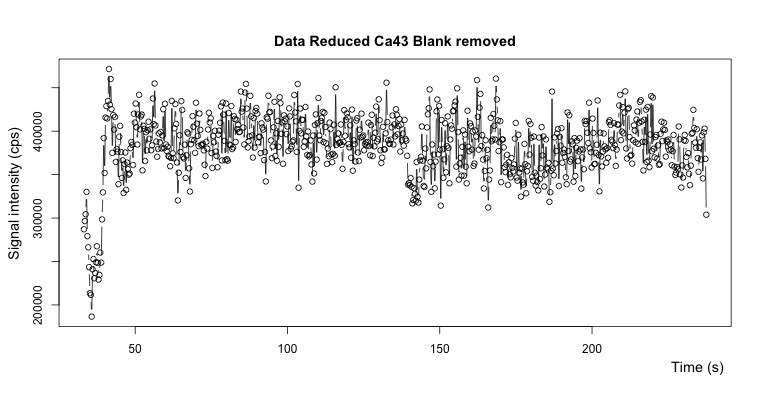 Data Reduced Ca43 Blank removed
Signal intensity (cps)
400000
300000
200000
50 100 150 200
Time (s)